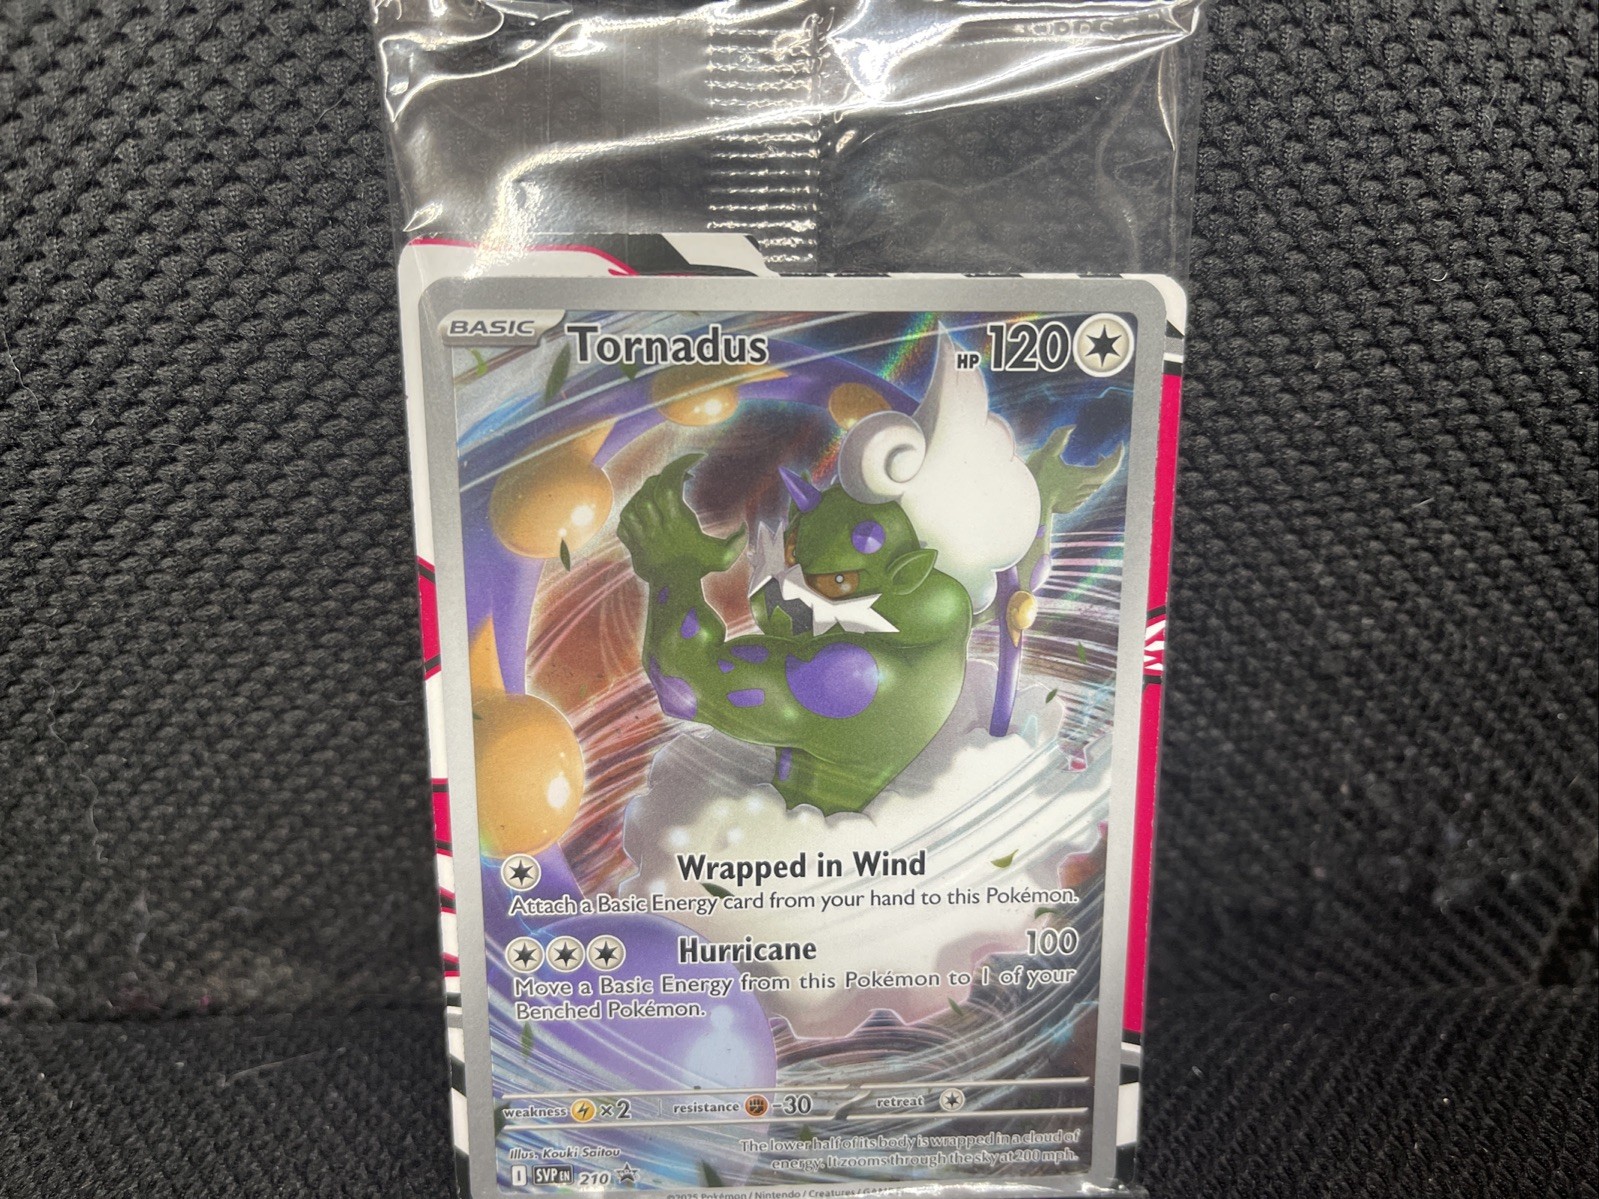 BASIC Tornadus HP 120
Wrapped in Wind
Attach a Basic Energy card from your hand to this Pokémon.
Hurricane 100
Move a Basic Energy from this Pokémon to 1 of your
Benched Pokémon.
weakness ×2 resistance -30 retreat
Illus. Kouki Saitou
The lower half of its body is wrapped in a cloud of
energy. It zooms through the sky at 200 mph.
I SVP EN 210
©2025 Pokémon / Nintendo / Creatures /